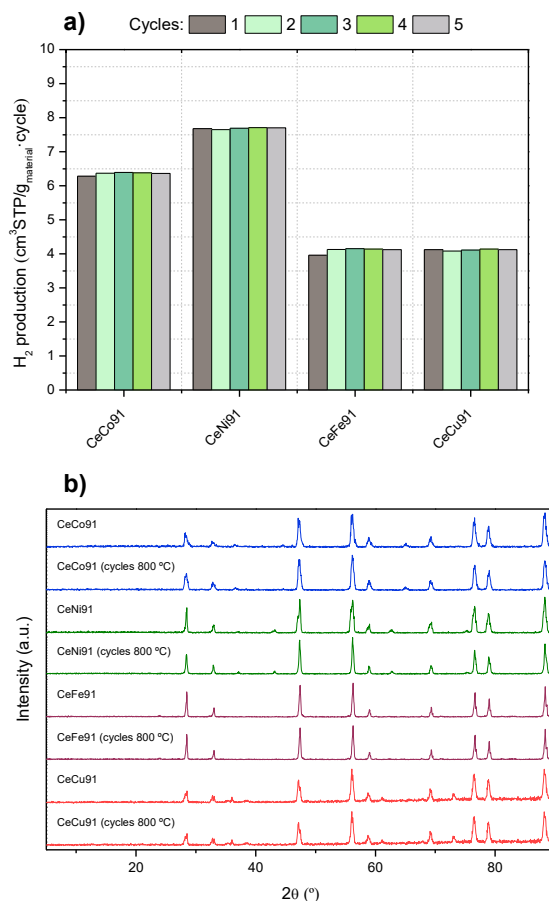 a)
Cycles: 1 2 3 4 5
H₂ production (cm³STP/g_material·cycle)
10
9
8
7
6
5
4
3
2
1
0
CeCo91
CeNi91
CeFe91
CeCu91
b)
Intensity (a.u.)
CeCo91
CeCo91 (cycles 800 ºC)
CeNi91
CeNi91 (cycles 800 ºC)
CeFe91
CeFe91 (cycles 800 ºC)
CeCu91
CeCu91 (cycles 800 ºC)
20 40 60 80
2θ (º)